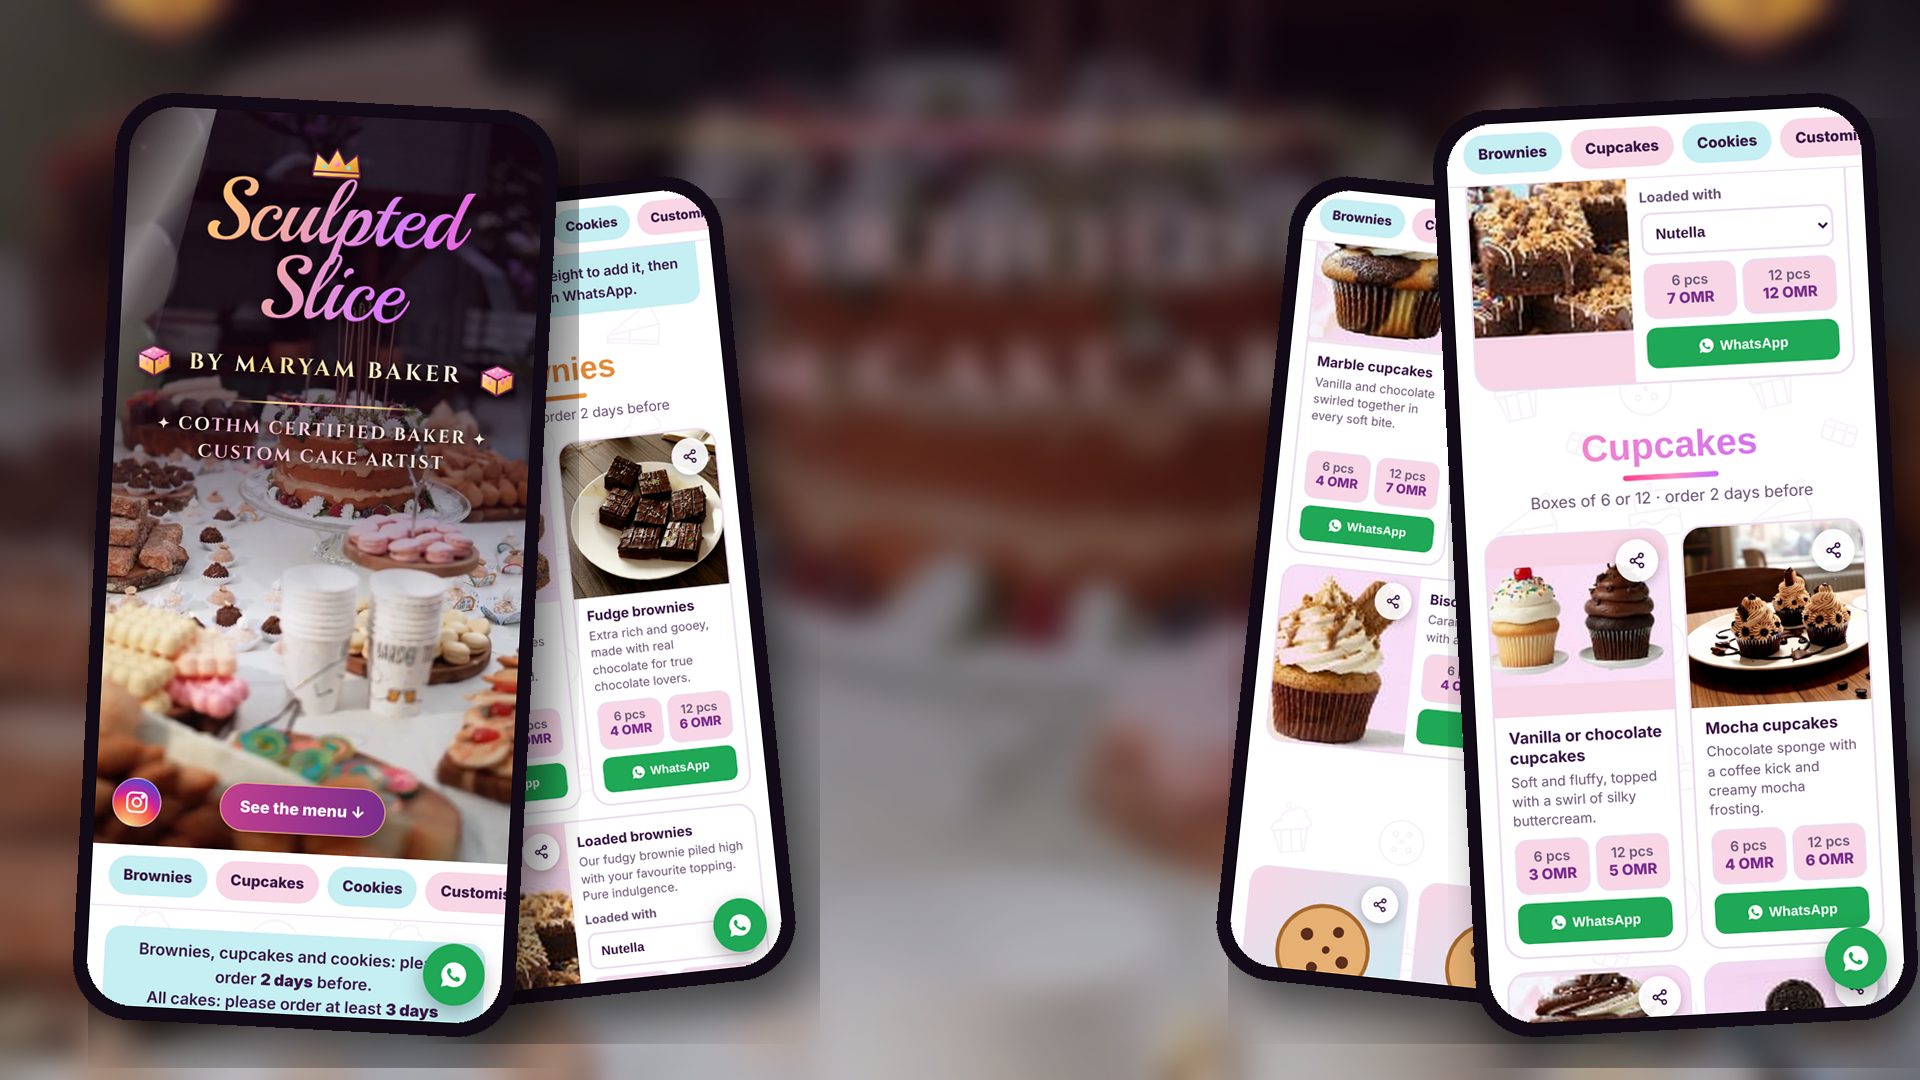 Sculpted
Slice
BY MARYAM BAKER
✦ COTHM CERTIFIED BAKER ✦
CUSTOM CAKE ARTIST
See the menu ↓
Brownies
Cupcakes
Cookies
Customis
Brownies, cupcakes and cookies: plea
order 2 days before.
All cakes: please order at least 3 days
Cookies
Custom
eight to add it, then
n WhatsApp.
nies
order 2 days before
Fudge brownies
Extra rich and gooey,
made with real
chocolate for true
chocolate lovers.
6 pcs
4 OMR
12 pcs
6 OMR
WhatsApp
Loaded brownies
Our fudgy brownie piled high
with your favourite topping.
Pure indulgence.
Loaded with
Nutella
Brownies
Marble cupcakes
Vanilla and chocolate
swirled together in
every soft bite.
6 pcs
4 OMR
12 pcs
7 OMR
WhatsApp
Brownies
Cupcakes
Cookies
Customi
Loaded with
Nutella
6 pcs
7 OMR
12 pcs
12 OMR
WhatsApp
Cupcakes
Boxes of 6 or 12 · order 2 days before
Vanilla or chocolate
cupcakes
Soft and fluffy, topped
with a swirl of silky
buttercream.
6 pcs
3 OMR
12 pcs
5 OMR
WhatsApp
Mocha cupcakes
Chocolate sponge with
a coffee kick and
creamy mocha
frosting.
6 pcs
4 OMR
12 pcs
6 OMR
WhatsApp